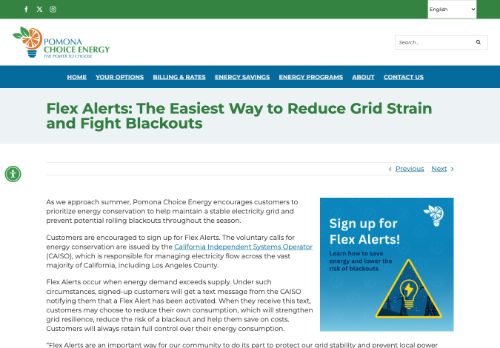 English
POMONA
CHOICE ENERGY
THE POWER TO CHOOSE
Search...
HOME YOUR OPTIONS BILLING & RATES ENERGY SAVINGS ENERGY PROGRAMS ABOUT CONTACT US
Flex Alerts: The Easiest Way to Reduce Grid Strain
and Fight Blackouts
Previous Next
As we approach summer, Pomona Choice Energy encourages customers to
prioritize energy conservation to help maintain a stable electricity grid and
prevent potential rolling blackouts throughout the season.
Customers are encouraged to sign up for Flex Alerts. The voluntary calls for
energy conservation are issued by the California Independent Systems Operator
(CAISO), which is responsible for managing electricity flow across the vast
majority of California, including Los Angeles County.
Flex Alerts occur when energy demand exceeds supply. Under such
circumstances, signed-up customers will get a text message from the CAISO
notifying them that a Flex Alert has been activated. When they receive this text,
customers may choose to reduce their own consumption, which will strengthen
grid resilience, reduce the risk of a blackout and help them save on costs.
Customers will always retain full control over their energy consumption.
"Flex Alerts are an important way for our community to do its part to protect our grid stability and prevent local power
Sign up for
Flex Alerts!
Learn how to save
energy and lower the
risk of blackouts